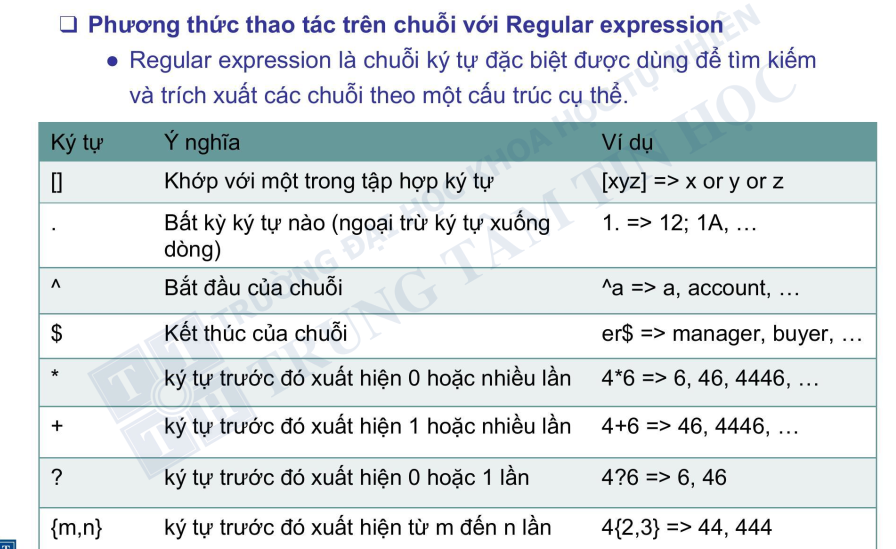 ❑ Phương thức thao tác trên chuỗi với Regular expression
● Regular expression là chuỗi ký tự đặc biệt được dùng để tìm kiếm
và trích xuất các chuỗi theo một cấu trúc cụ thể.
Ký tự Ý nghĩa Ví dụ
[] Khớp với một trong tập hợp ký tự [xyz] => x or y or z
. Bất kỳ ký tự nào (ngoại trừ ký tự xuống 1. => 12; 1A, …
dòng)
^ Bắt đầu của chuỗi ^a => a, account, …
$ Kết thúc của chuỗi er$ => manager, buyer, …
* ký tự trước đó xuất hiện 0 hoặc nhiều lần 4*6 => 6, 46, 4446, …
+ ký tự trước đó xuất hiện 1 hoặc nhiều lần 4+6 => 46, 4446, …
? ký tự trước đó xuất hiện 0 hoặc 1 lần 4?6 => 6, 46
{m,n} ký tự trước đó xuất hiện từ m đến n lần 4{2,3} => 44, 444
TRƯỜNG ĐẠI HỌC KHOA HỌC TỰ NHIÊN
TRUNG TÂM TIN HỌC
T T
T H
T